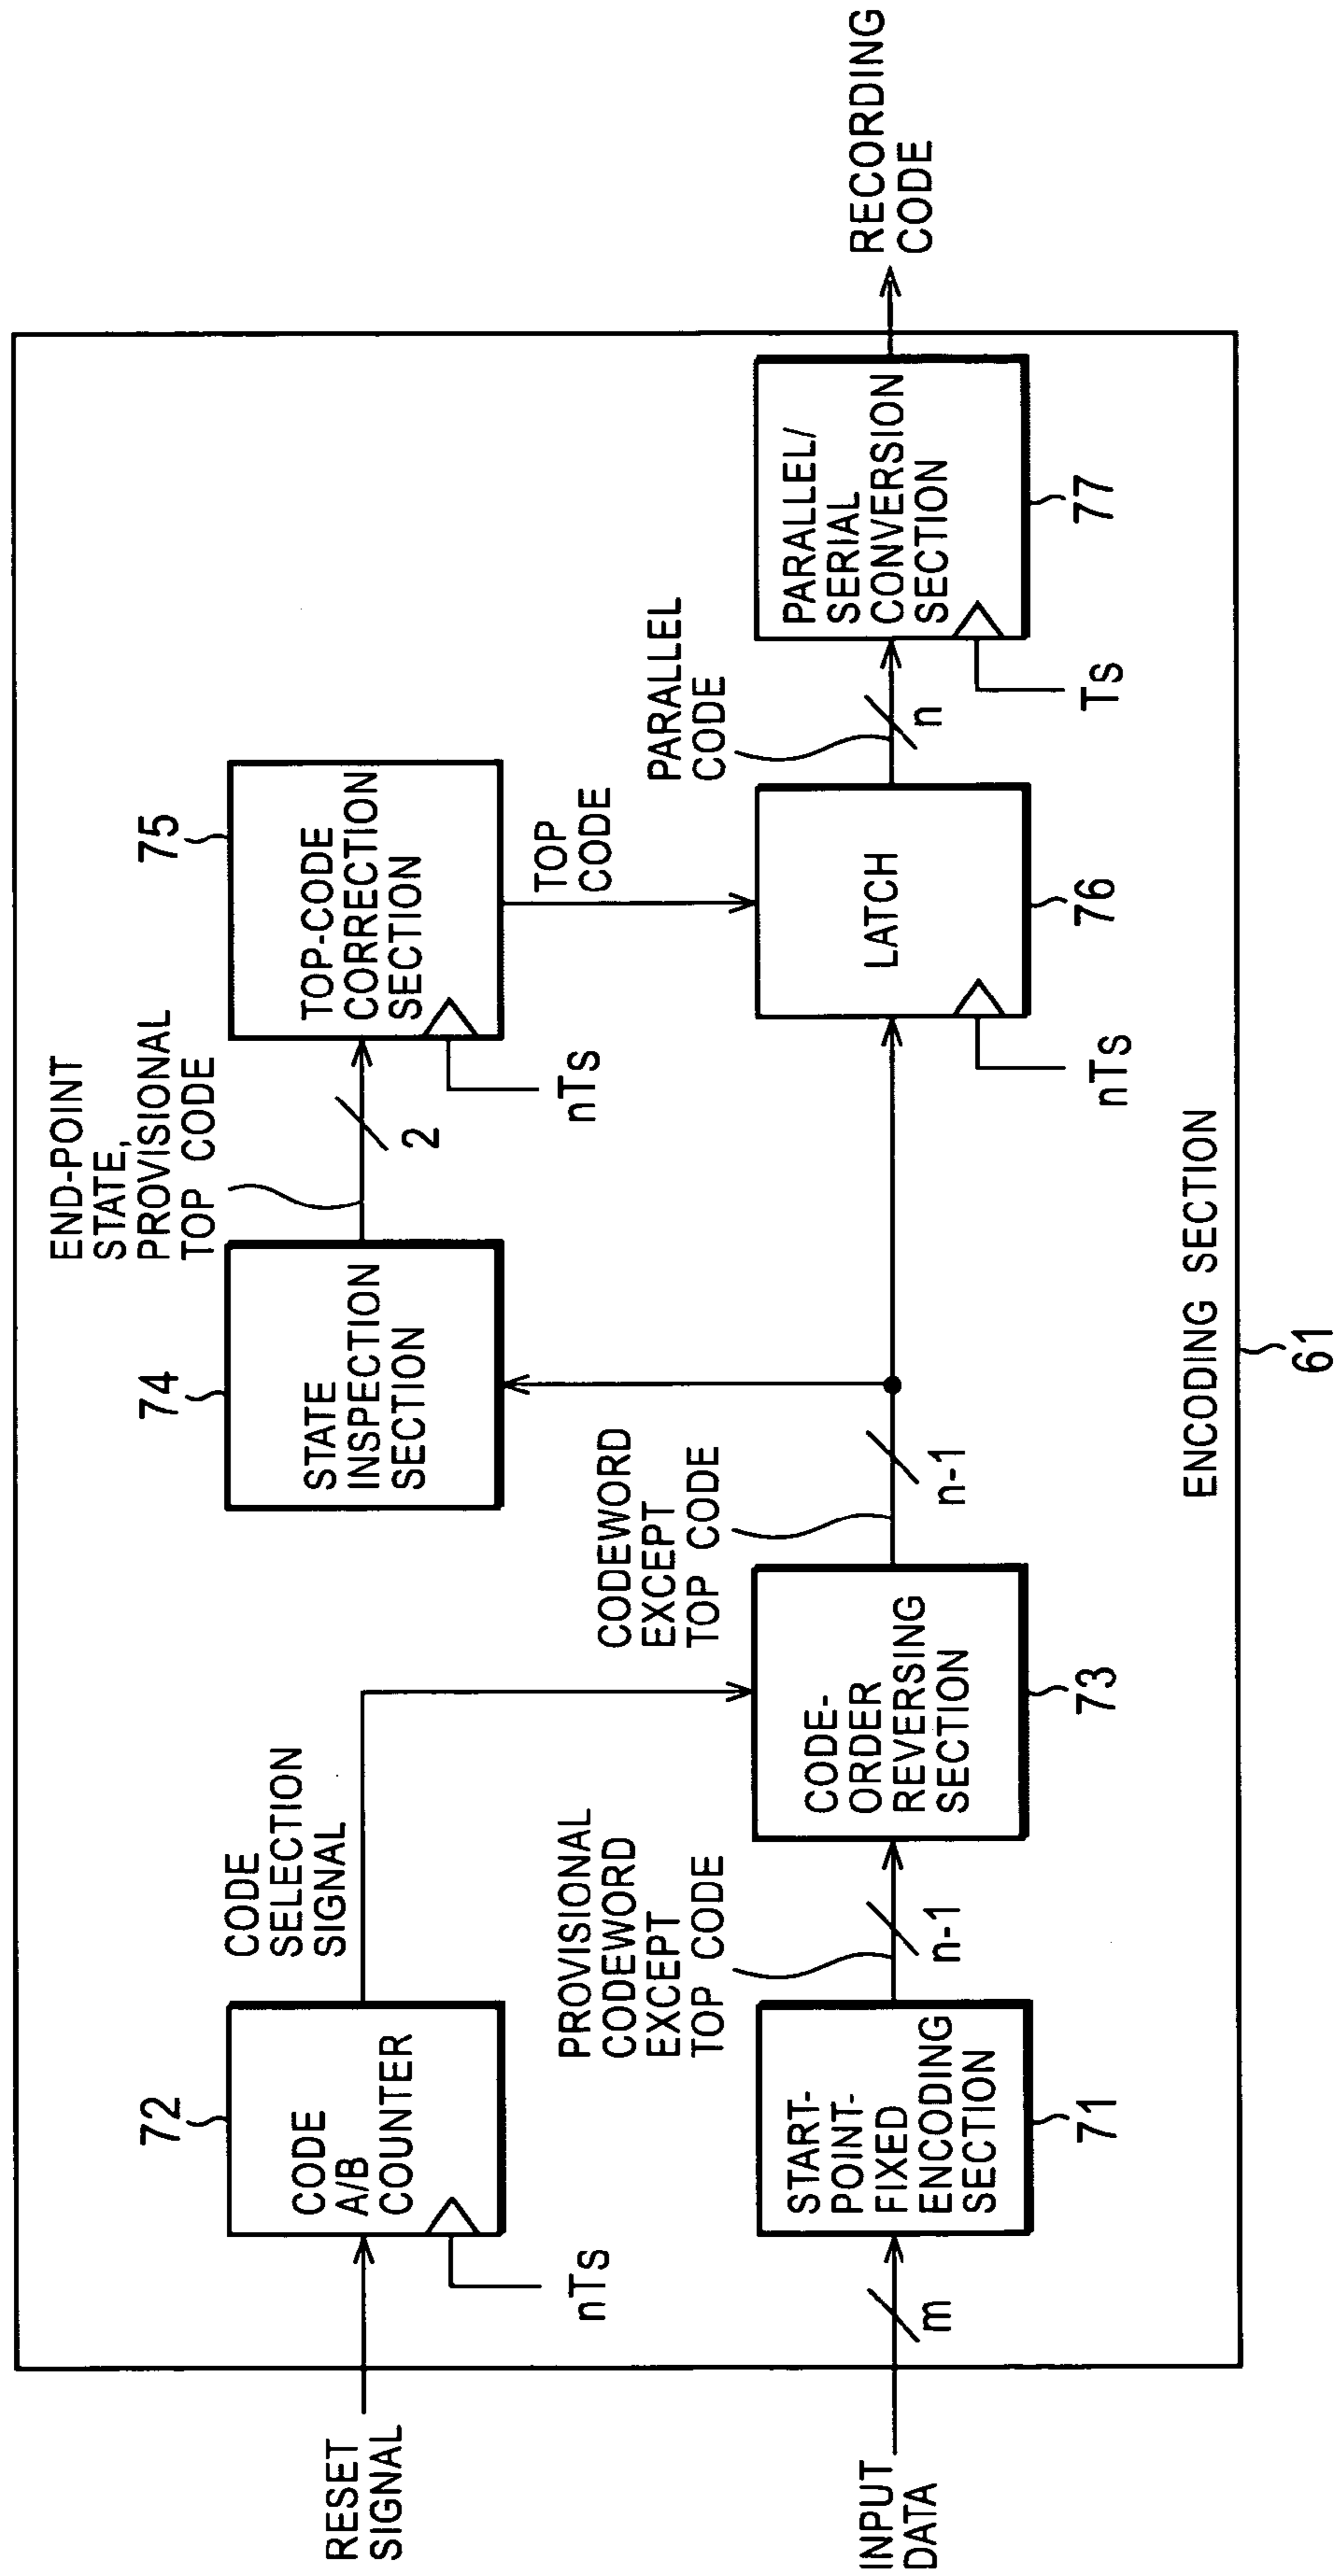 RESET
SIGNAL
72
CODE
A/B
COUNTER
nTs
CODE
SELECTION
SIGNAL
74
STATE
INSPECTION
SECTION
END-POINT
STATE,
PROVISIONAL
TOP CODE
2
75
TOP-CODE
CORRECTION
SECTION
nTs
TOP
CODE
INPUT
DATA
m
START-
POINT-
FIXED
ENCODING
SECTION
71
PROVISIONAL
CODEWORD
EXCEPT
TOP CODE
n-1
CODE-
ORDER
REVERSING
SECTION
73
CODEWORD
EXCEPT
TOP CODE
n-1
LATCH
76
nTs
PARALLEL
CODE
n
PARALLEL/
SERIAL
CONVERSION
SECTION
77
Ts
RECORDING
CODE
ENCODING SECTION
61